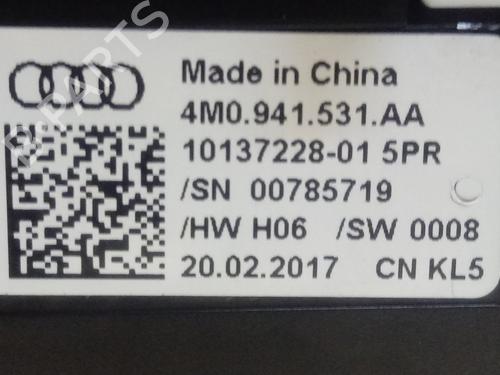 Made in China
4M0.941.531.AA
10137228-01 5PR
/SN 00785719
/HW H06 /SW 0008
20.02.2017 CN KL5
B-PARTS